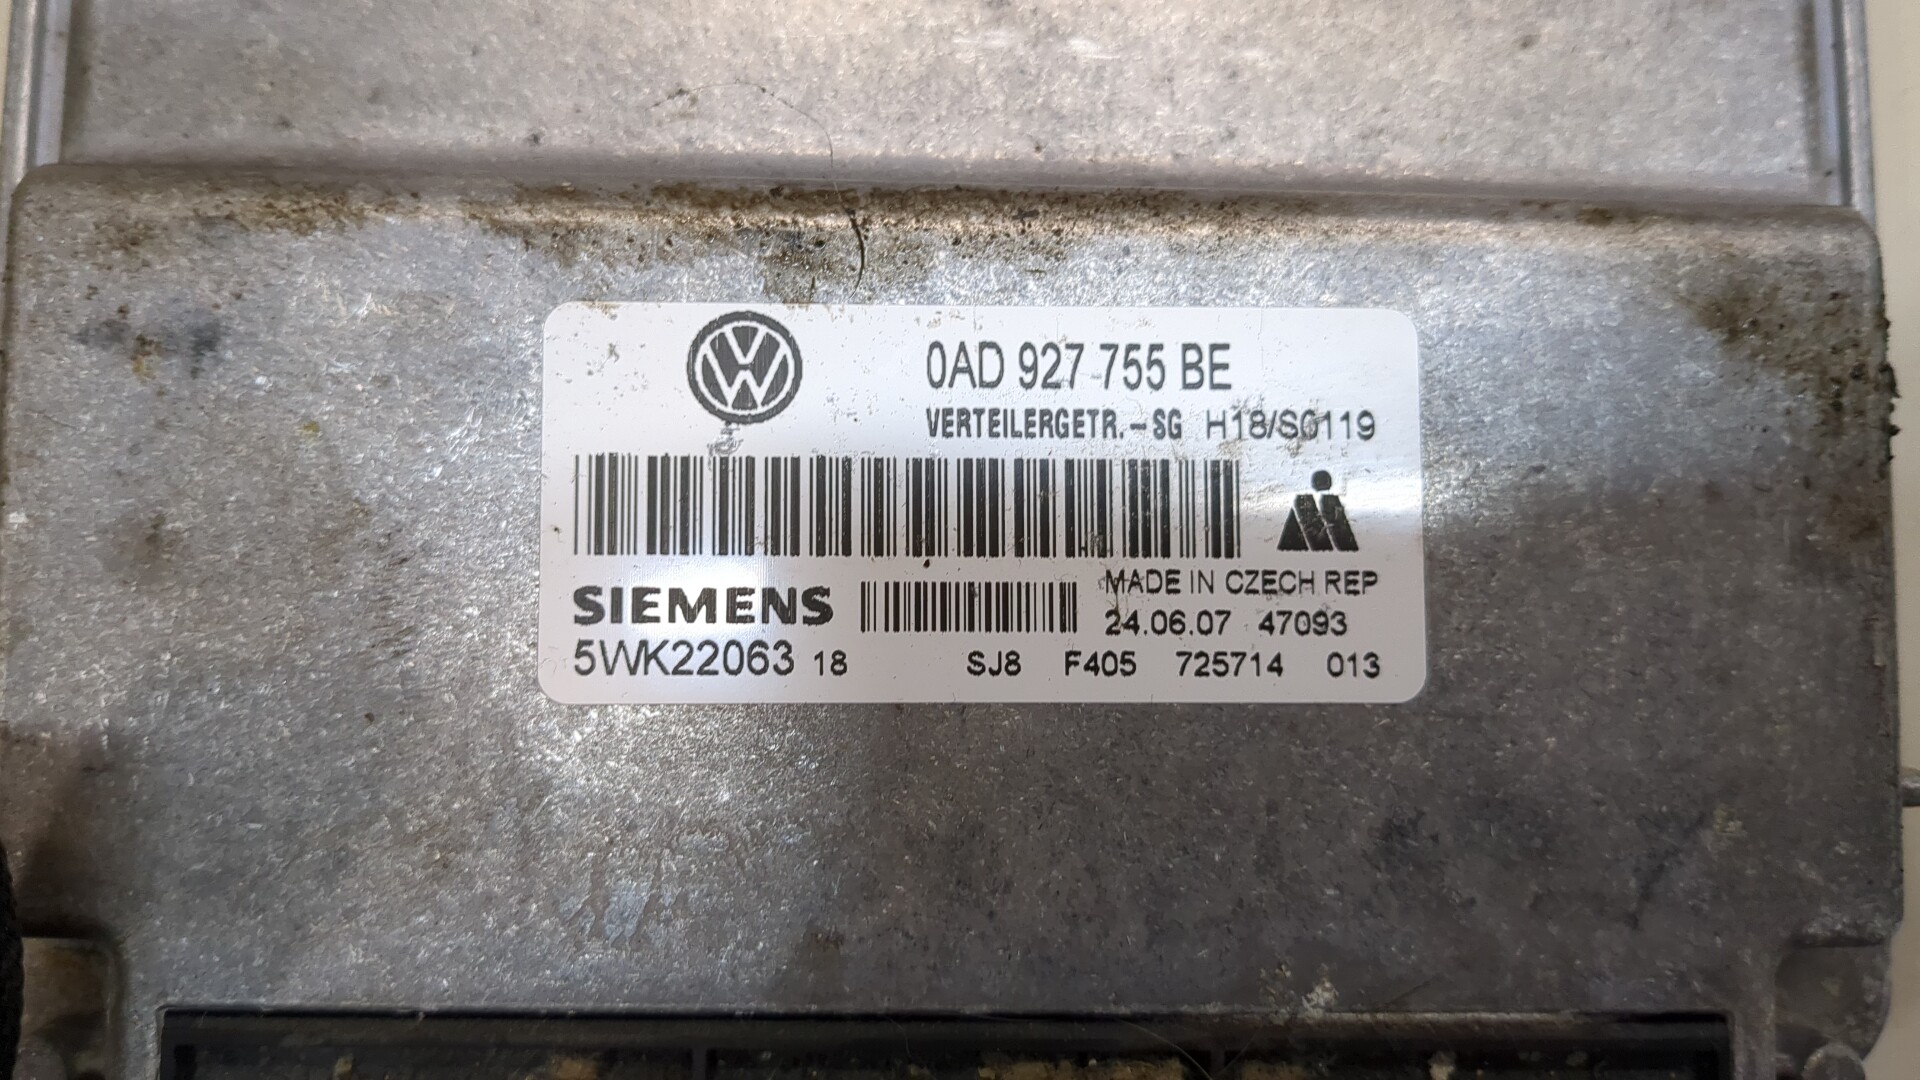 0AD 927 755 BE
VERTEILERGETR.-SG H18/S0119
SIEMENS
MADE IN CZECH REP
24.06.07 47093
5WK22063 18 SJ8 F405 725714 013